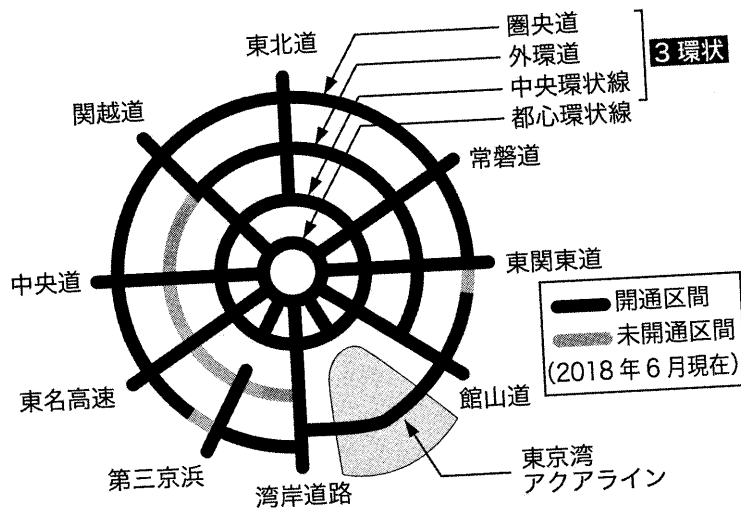 圏央道
外環道
中央環状線
都心環状線
3環状
東北道
関越道
常磐道
中央道
東関東道
開通区間
未開通区間
(2018年6月現在)
東名高速
館山道
第三京浜
湾岸道路
東京湾
アクアライン